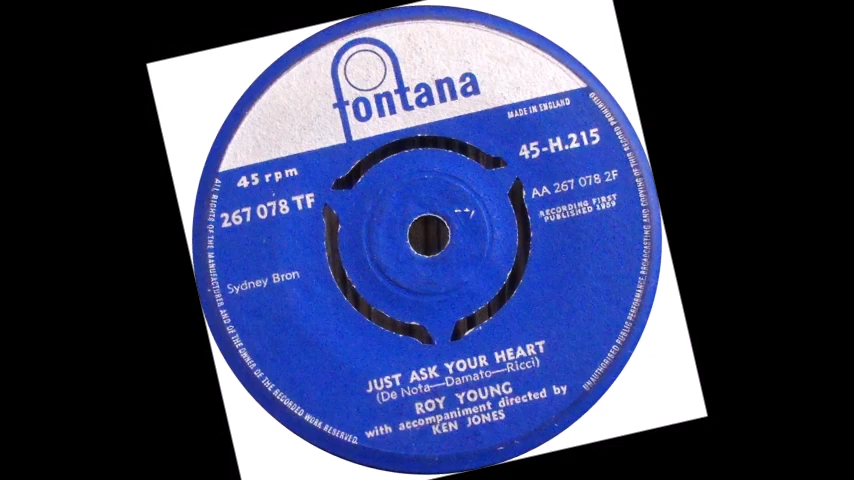 fontana
MADE IN ENGLAND
45 rpm
45-H.215
267 078 TF
AA 267 078 2F
RECORDING FIRST
PUBLISHED 1959
Sydney Bron
JUST ASK YOUR HEART
(De Nota—Damato—Ricci)
ROY YOUNG
with accompaniment directed by
KEN JONES
ALL RIGHTS OF THE MANUFACTURER AND OF THE OWNER OF THE RECORDED WORK RESERVED.
UNAUTHORISED PUBLIC PERFORMANCE BROADCASTING AND COPYING OF THIS RECORD PROHIBITED